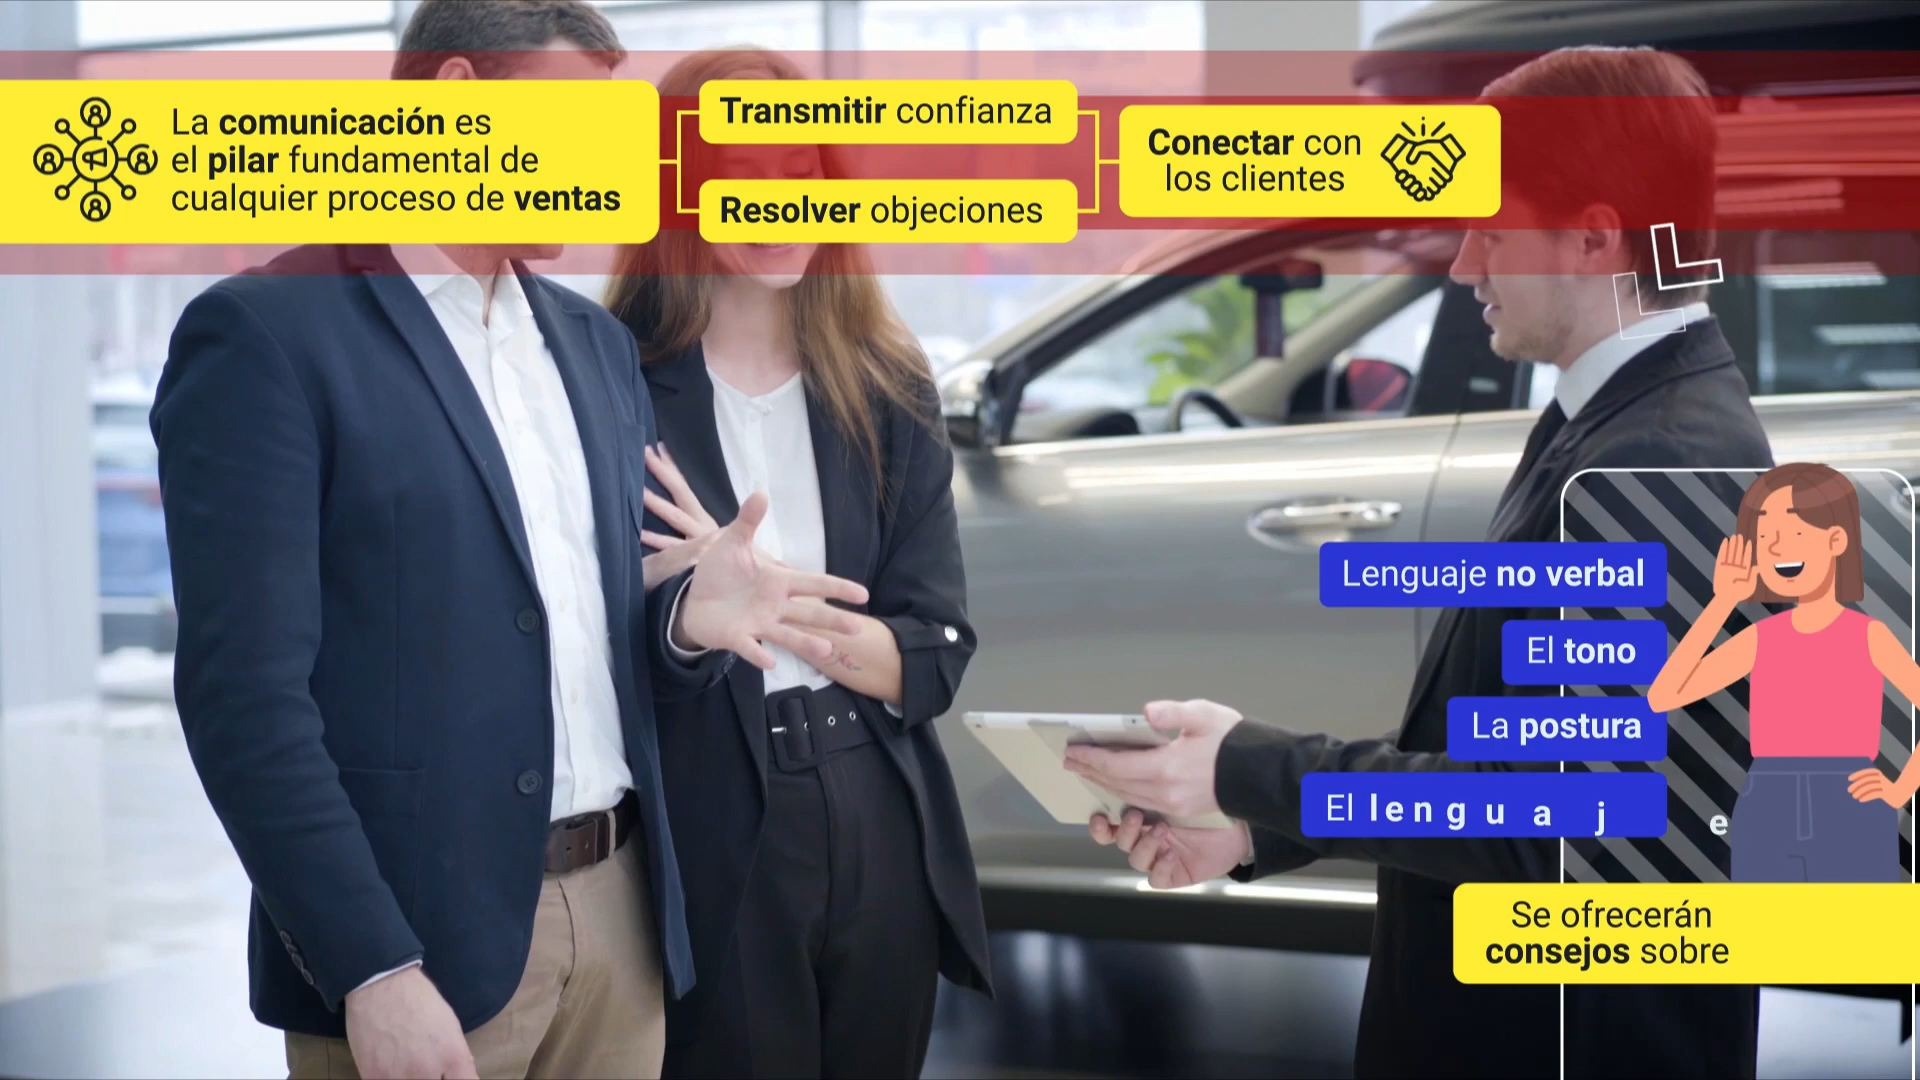 La comunicación es
el pilar fundamental de
cualquier proceso de ventas
Transmitir confianza
Resolver objeciones
Conectar con
los clientes
Lenguaje no verbal
El tono
La postura
El lenguaje
Se ofrecerán
consejos sobre